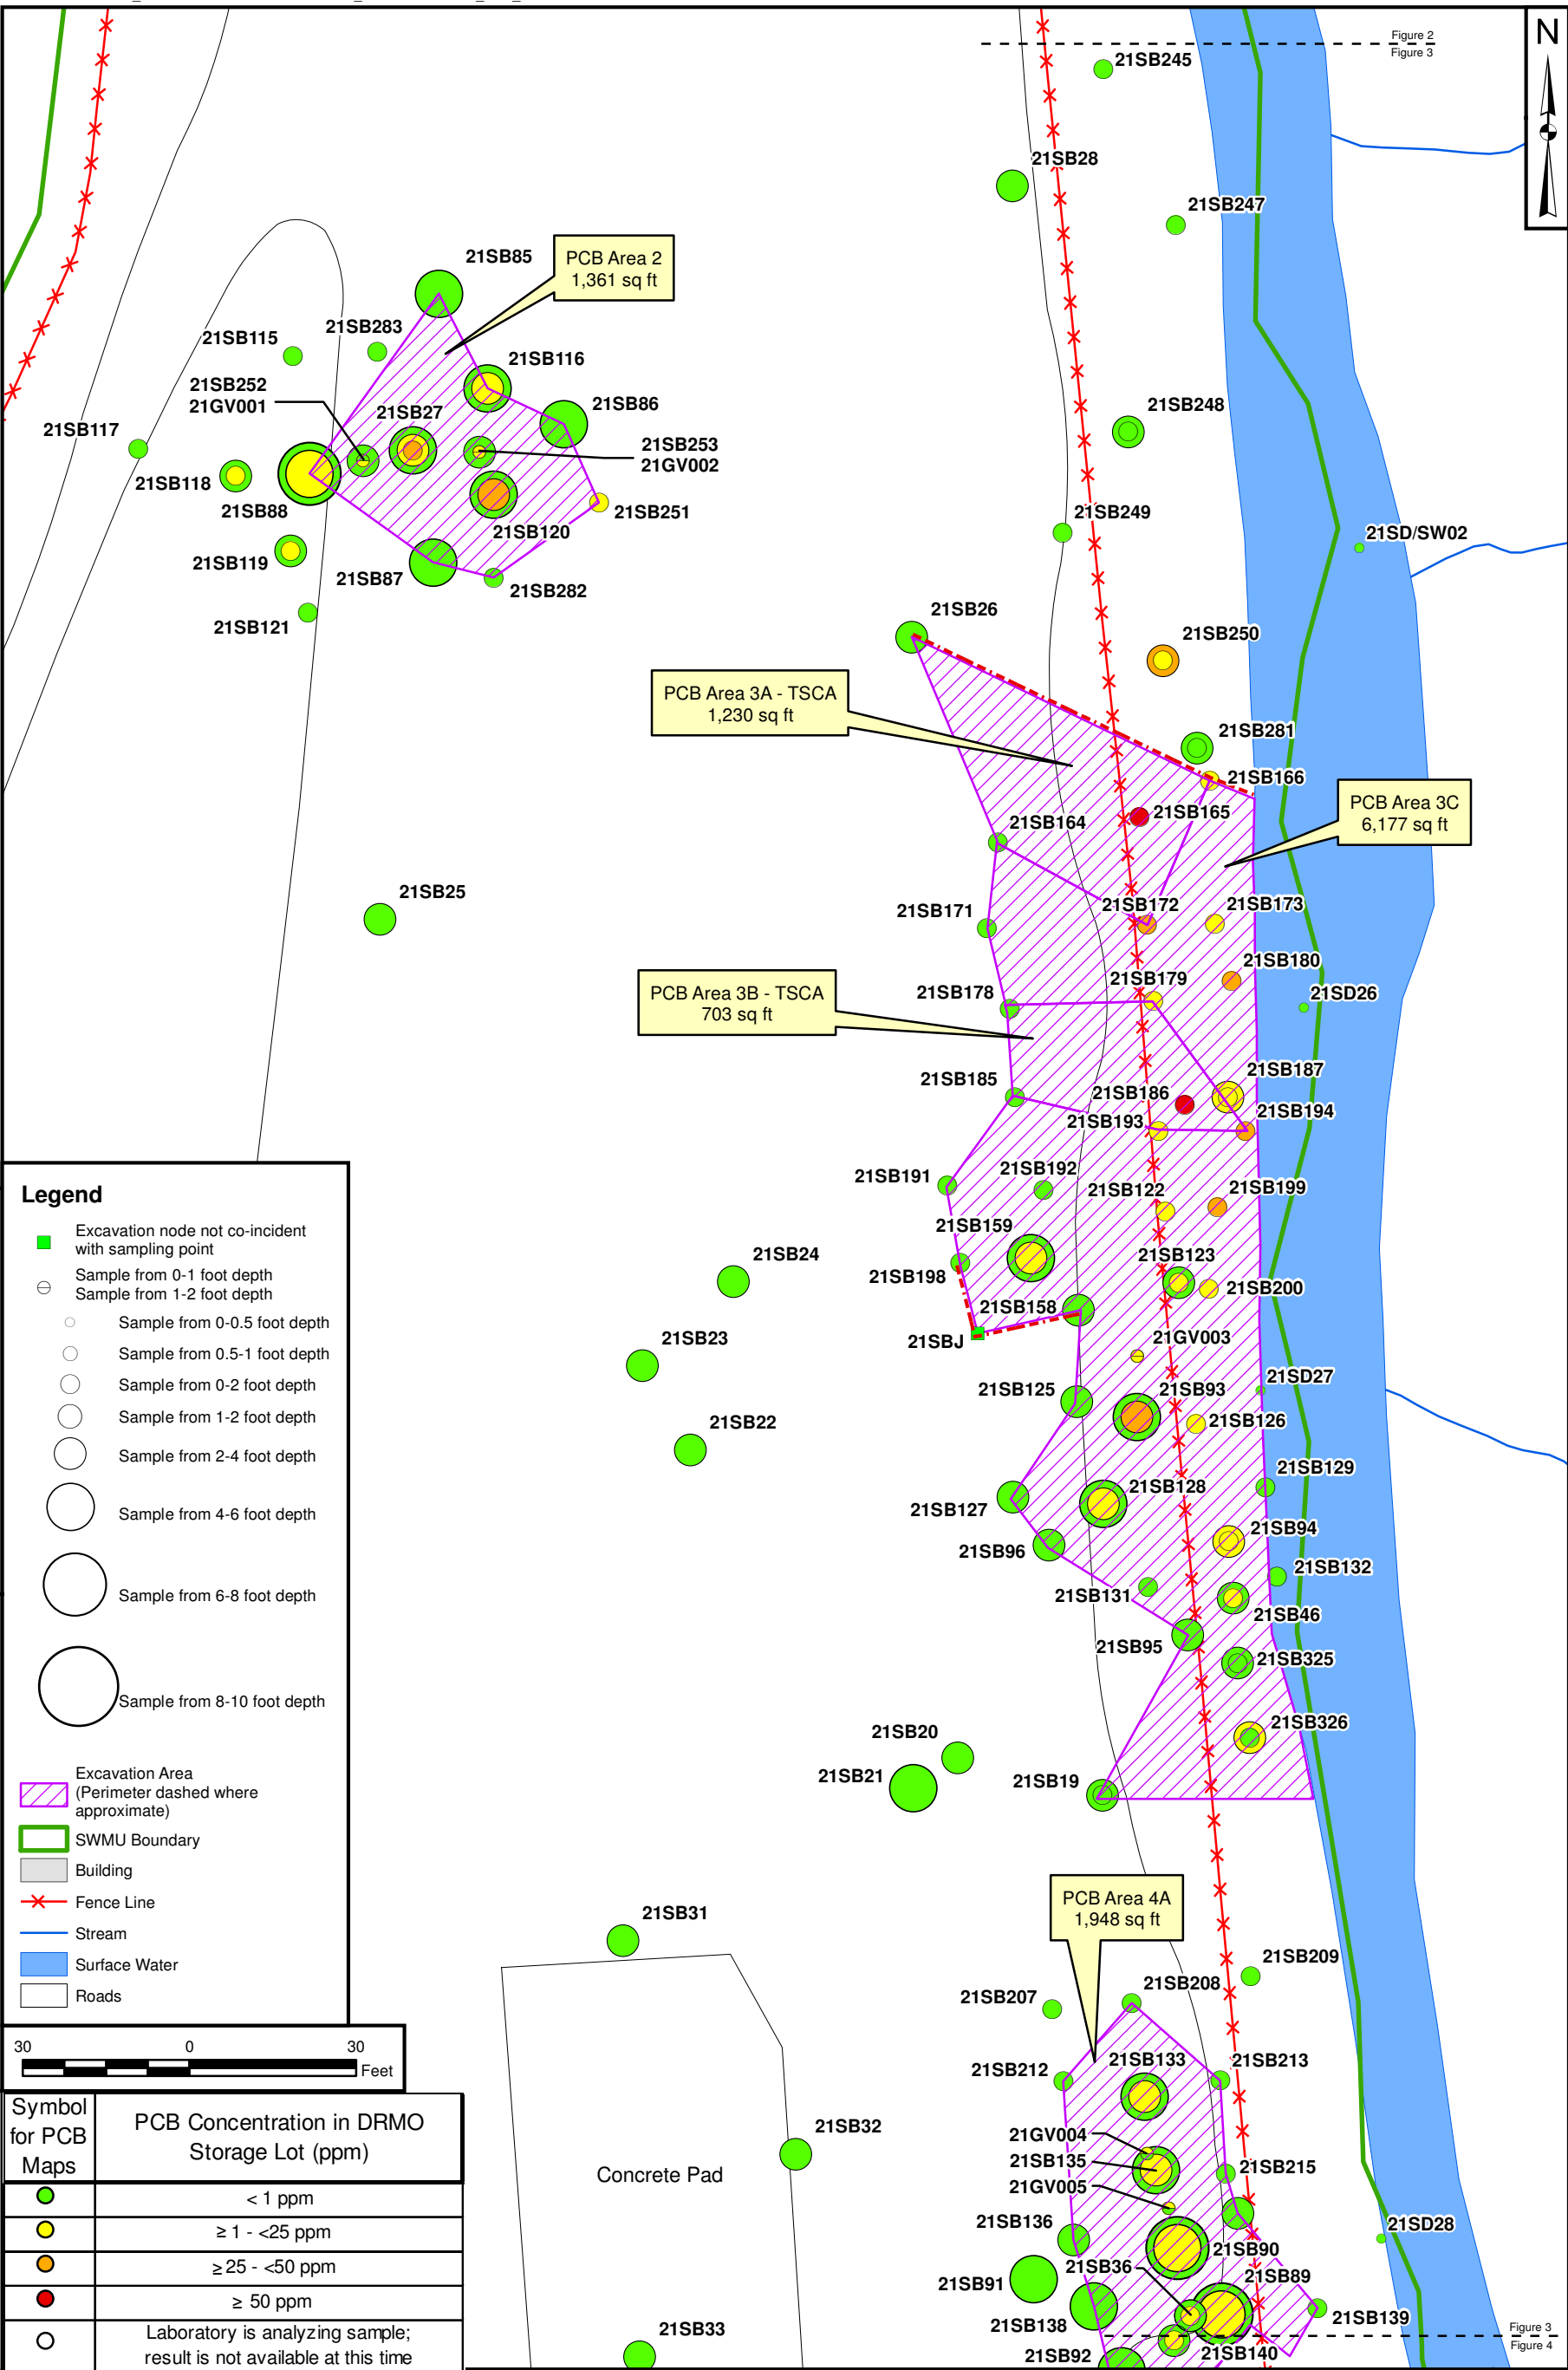 Figure 2
Figure 3
N
21SB245
21SB28
21SB247
21SB85
PCB Area 2
1,361 sq ft
21SB283
21SB115
21SB116
21SB252
21GV001
21SB27
21SB86
21SB248
21SB117
21SB253
21GV002
21SB118
21SB88
21SB251
21SB249
21SB120
21SD/SW02
21SB119
21SB87
21SB282
21SB121
21SB26
21SB250
PCB Area 3A - TSCA
1,230 sq ft
21SB281
21SB166
PCB Area 3C
6,177 sq ft
21SB165
21SB164
21SB25
21SB171
21SB172
21SB173
21SB180
21SB179
PCB Area 3B - TSCA
703 sq ft
21SB178
21SD26
21SB187
21SB185
21SB186
21SB194
21SB193
21SB191
21SB192
21SB122
21SB199
21SB159
21SB123
21SB24
21SB198
21SB200
21SB158
21SBJ
21GV003
21SB23
21SB125
21SB93
21SD27
21SB126
21SB22
21SB129
21SB128
21SB127
21SB94
21SB96
21SB132
21SB131
21SB46
21SB95
21SB325
21SB326
21SB20
21SB21
21SB19
PCB Area 4A
1,948 sq ft
21SB31
21SB209
21SB208
21SB207
21SB133
21SB213
21SB212
21SB32
21GV004
21SB135
21SB215
21GV005
Concrete Pad
21SB136
21SD28
21SB90
21SB36
21SB89
21SB91
21SB138
21SB139
21SB33
21SB92
21SB140
Figure 3
Figure 4
Legend
Excavation node not co-incident
with sampling point
Sample from 0-1 foot depth
Sample from 1-2 foot depth
Sample from 0-0.5 foot depth
Sample from 0.5-1 foot depth
Sample from 0-2 foot depth
Sample from 1-2 foot depth
Sample from 2-4 foot depth
Sample from 4-6 foot depth
Sample from 6-8 foot depth
Sample from 8-10 foot depth
Excavation Area
(Perimeter dashed where
approximate)
SWMU Boundary
Building
Fence Line
Stream
Surface Water
Roads
30 0 30
Feet
Symbol
for PCB
Maps
PCB Concentration in DRMO
Storage Lot (ppm)
< 1 ppm
≥ 1 - <25 ppm
≥ 25 - <50 ppm
≥ 50 ppm
Laboratory is analyzing sample;
result is not available at this time